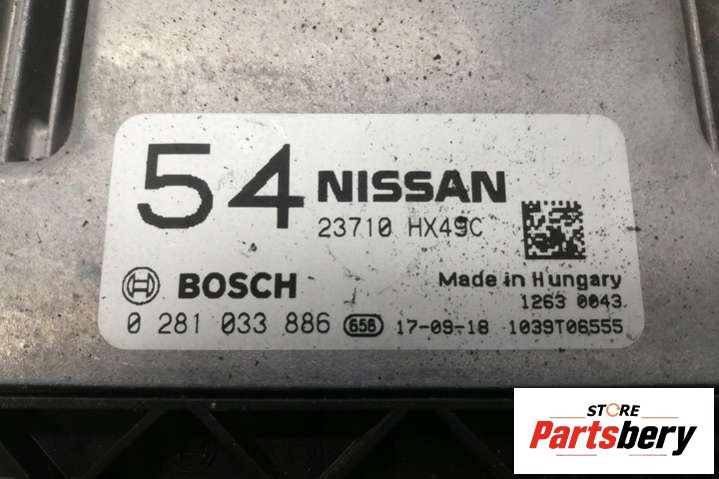 54 NISSAN
23710 HX49C
BOSCH
Made in Hungary
1263 0043
0 281 033 886 658 17-09-18 1039T06555
STORE
Partsbery